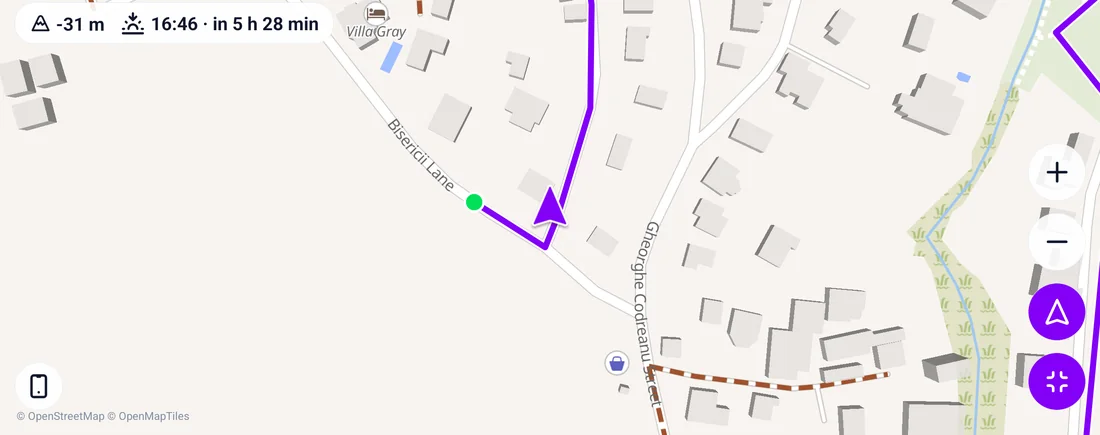 -31 m
16:46 · in 5 h 28 min
Villa Gray
Bisericii Lane
Gheorghe Codreanu Street
© OpenStreetMap © OpenMapTiles